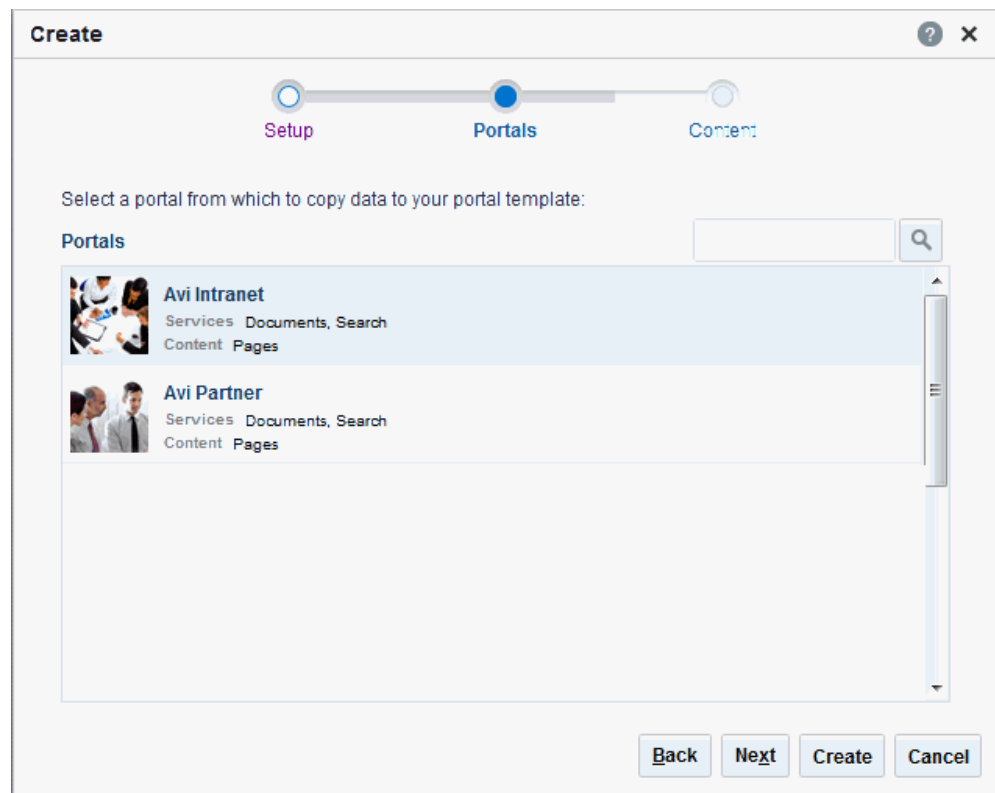 Create ?
Setup Portals Content
Select a portal from which to copy data to your portal template:
Portals
Avi Intranet
Services Documents, Search
Content Pages
Avi Partner
Services Documents, Search
Content Pages
Back Next Create Cancel